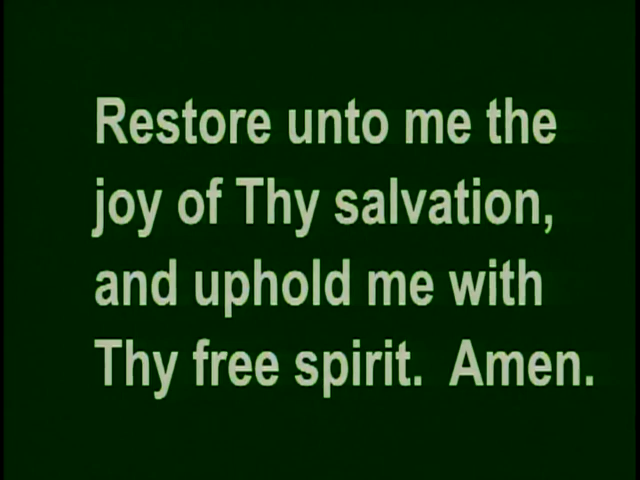 Restore unto me the
joy of Thy salvation,
and uphold me with
Thy free spirit.  Amen.